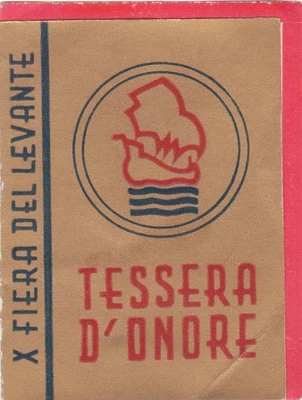 X FIERA DEL LEVANTE
TESSERA
D'ONORE